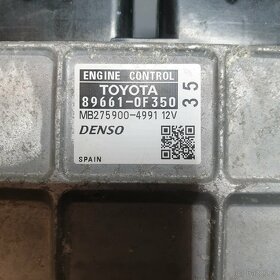 ENGINE CONTROL
TOYOTA
89661-0F350
35
MB275900-4991 12V
DENSO
SPAIN